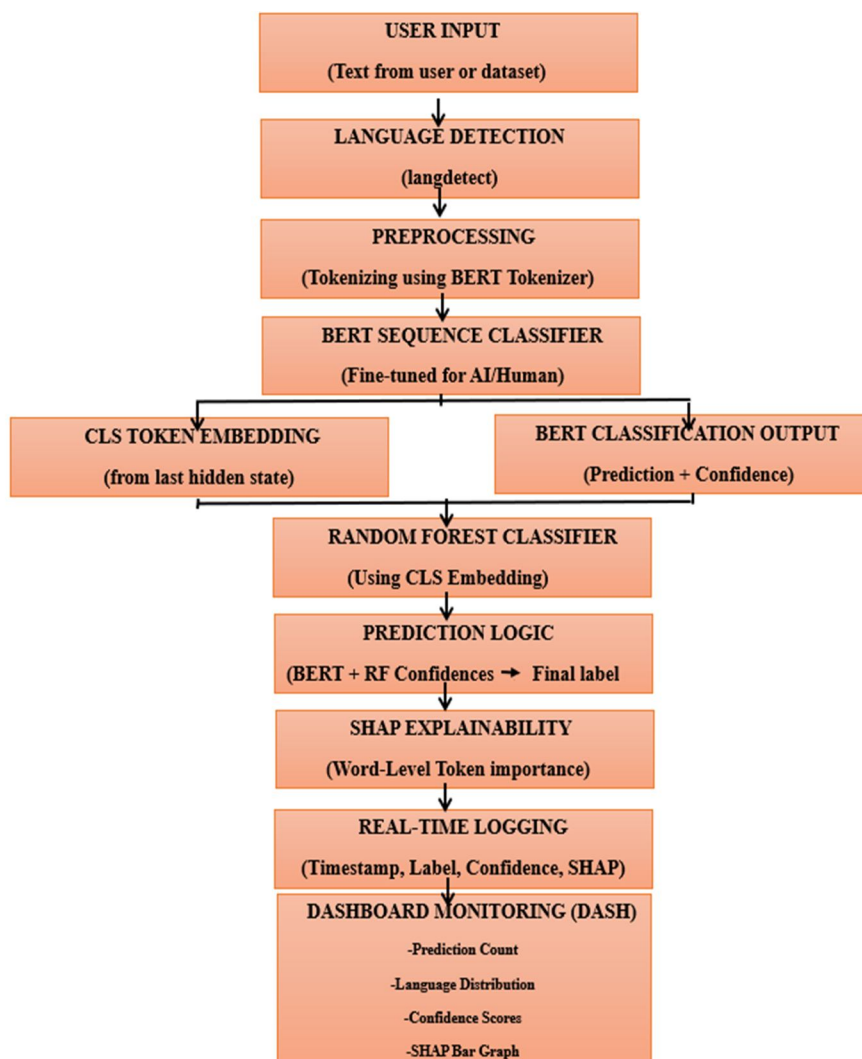 USER INPUT
(Text from user or dataset)
LANGUAGE DETECTION
(langdetect)
PREPROCESSING
(Tokenizing using BERT Tokenizer)
BERT SEQUENCE CLASSIFIER
(Fine-tuned for AI/Human)
CLS TOKEN EMBEDDING
(from last hidden state)
BERT CLASSIFICATION OUTPUT
(Prediction + Confidence)
RANDOM FOREST CLASSIFIER
(Using CLS Embedding)
PREDICTION LOGIC
(BERT + RF Confidences → Final label
SHAP EXPLAINABILITY
(Word-Level Token importance)
REAL-TIME LOGGING
(Timestamp, Label, Confidence, SHAP)
DASHBOARD MONITORING (DASH)
-Prediction Count
-Language Distribution
-Confidence Scores
-SHAP Bar Graph